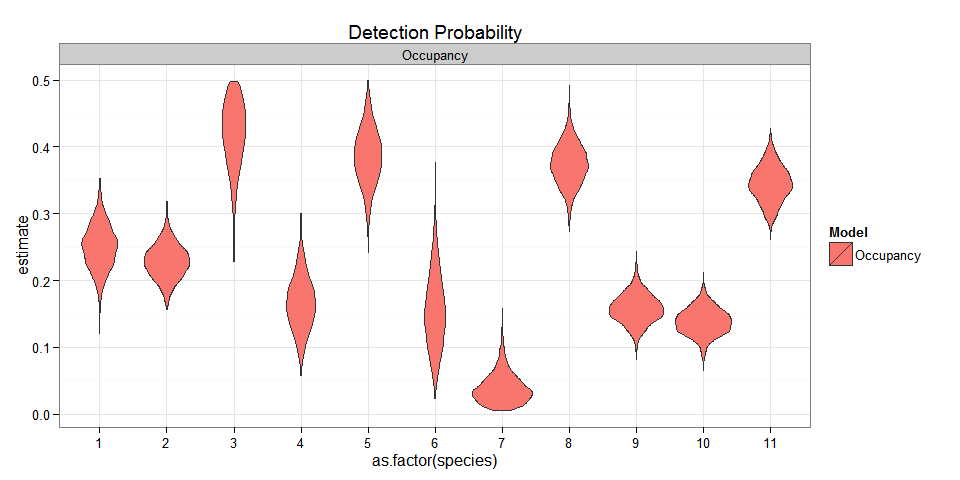 Detection Probability
Occupancy
0.5
0.4
0.3
0.2
0.1
0.0
estimate
1 2 3 4 5 6 7 8 9 10 11
as.factor(species)
Model
Occupancy